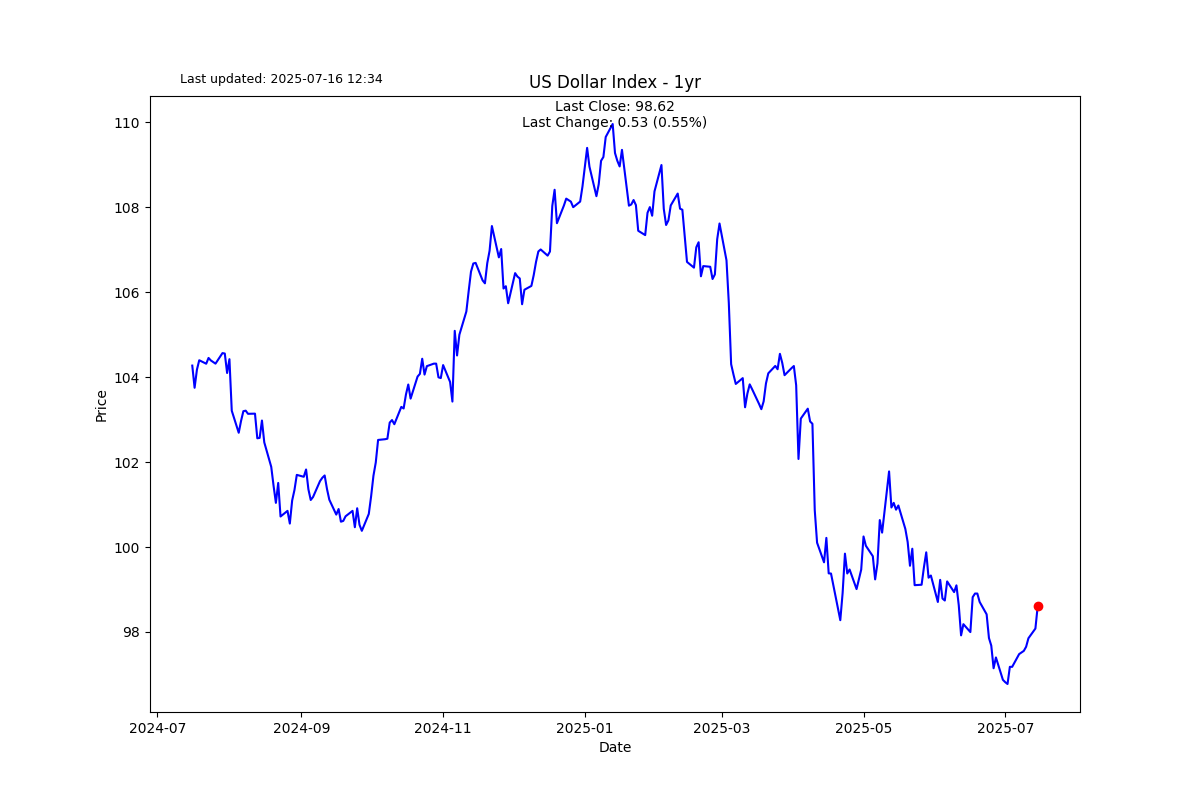 Last updated: 2025-07-16 12:34
US Dollar Index - 1yr
Last Close: 98.62
Last Change: 0.53 (0.55%)
110
108
106
104
102
100
98
Price
2024-07
2024-09
2024-11
2025-01
2025-03
2025-05
2025-07
Date